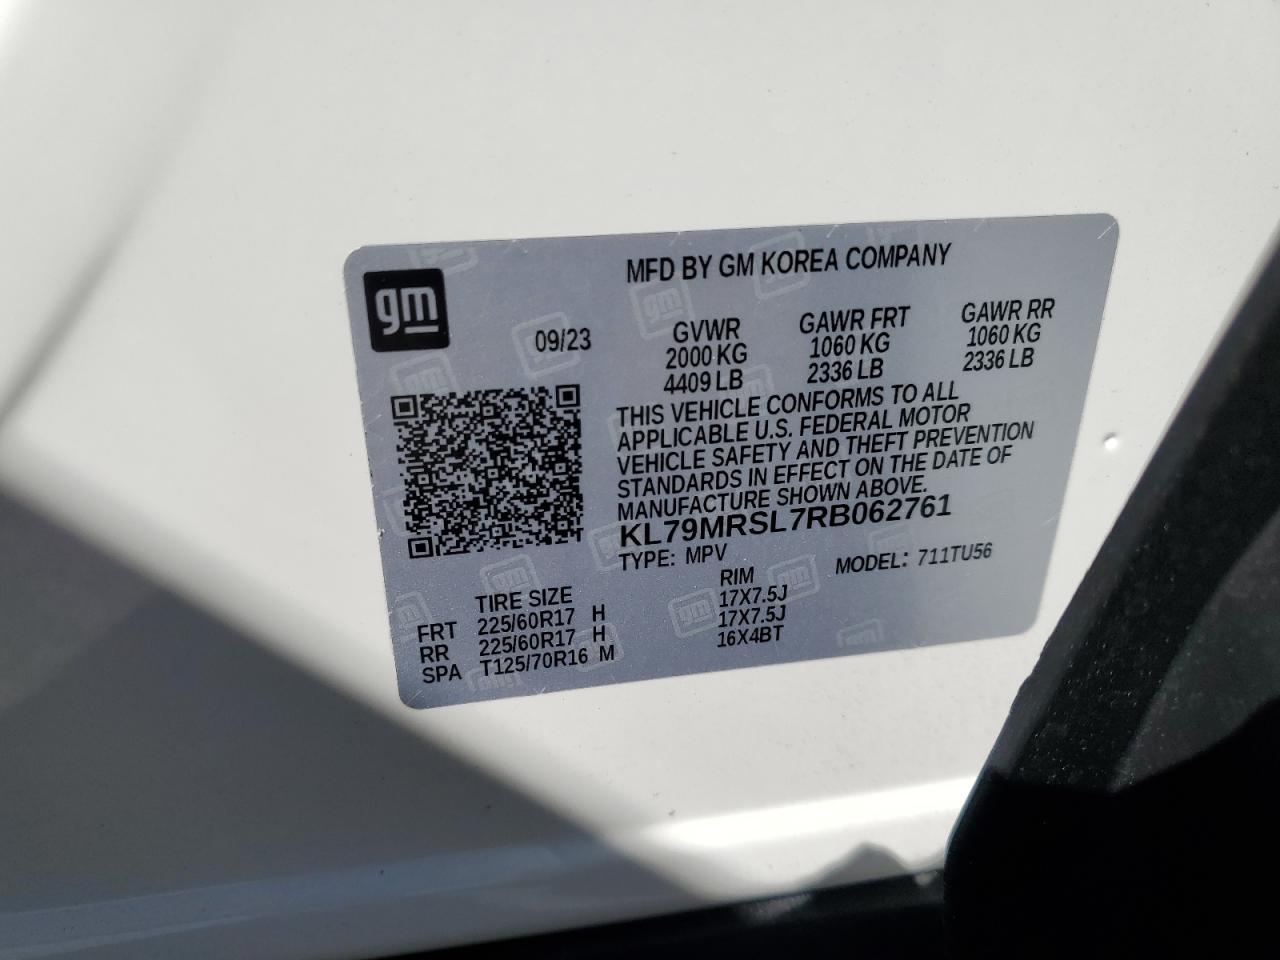 MFD BY GM KOREA COMPANY
gm
09/23
GVWR GAWR FRT GAWR RR
2000 KG 1060 KG 1060 KG
4409 LB 2336 LB 2336 LB
THIS VEHICLE CONFORMS TO ALL
APPLICABLE U.S. FEDERAL MOTOR
VEHICLE SAFETY AND THEFT PREVENTION
STANDARDS IN EFFECT ON THE DATE OF
MANUFACTURE SHOWN ABOVE.
KL79MRSL7RB062761
TYPE: MPV MODEL: 711TU56
TIRE SIZE RIM
FRT 225/60R17 H 17X7.5J
RR 225/60R17 H 17X7.5J
SPA T125/70R16 M 16X4BT